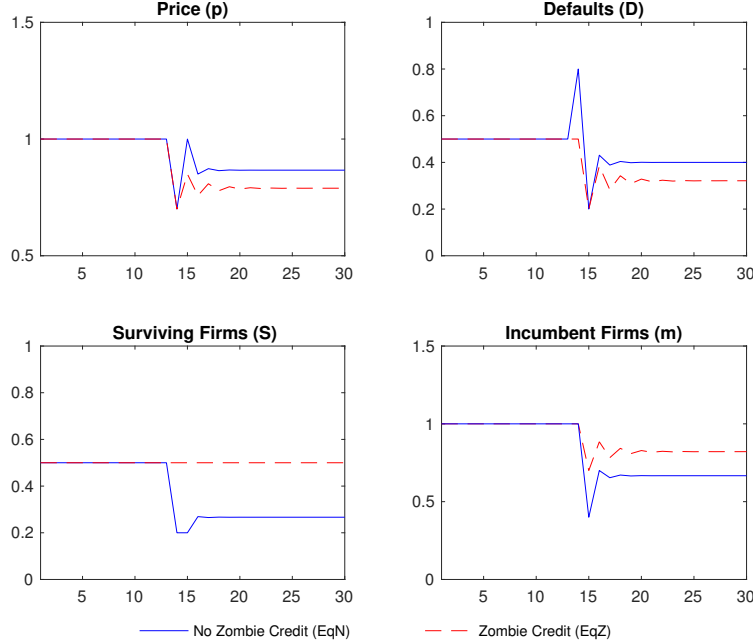 Price (p)
1.5
1
0.5
5 10 15 20 25 30
Defaults (D)
1
0.8
0.6
0.4
0.2
0
5 10 15 20 25 30
Surviving Firms (S)
1
0.8
0.6
0.4
0.2
0
5 10 15 20 25 30
Incumbent Firms (m)
1.5
1
0.5
0
5 10 15 20 25 30
No Zombie Credit (EqN)
Zombie Credit (EqZ)